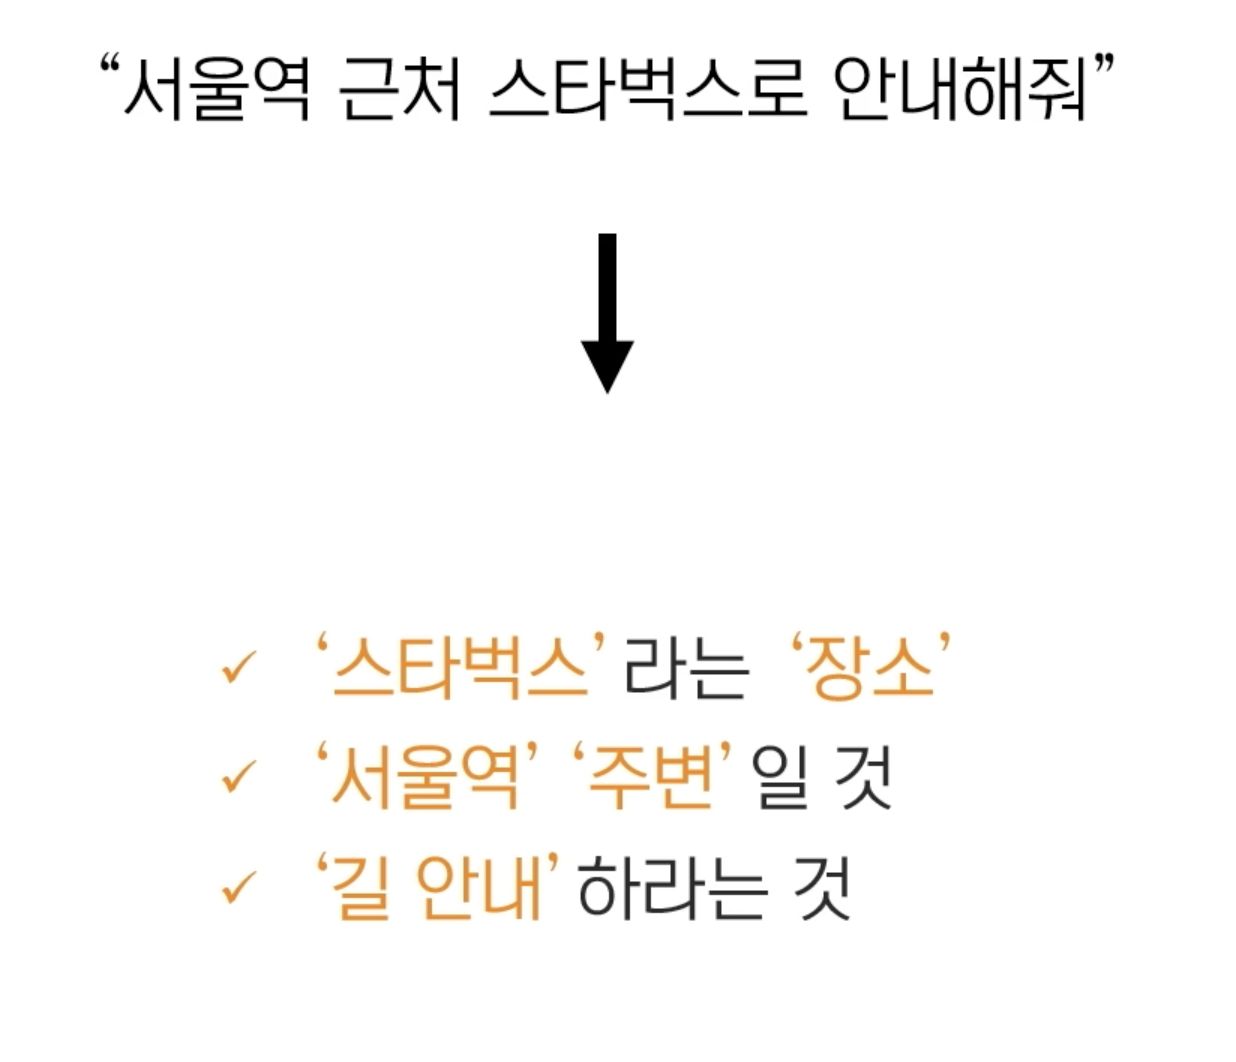 “서울역 근처 스타벅스로 안내해줘”
✓ ‘스타벅스’ 라는 ‘장소’
✓ ‘서울역’ ‘주변’ 일 것
✓ ‘길 안내’ 하라는 것